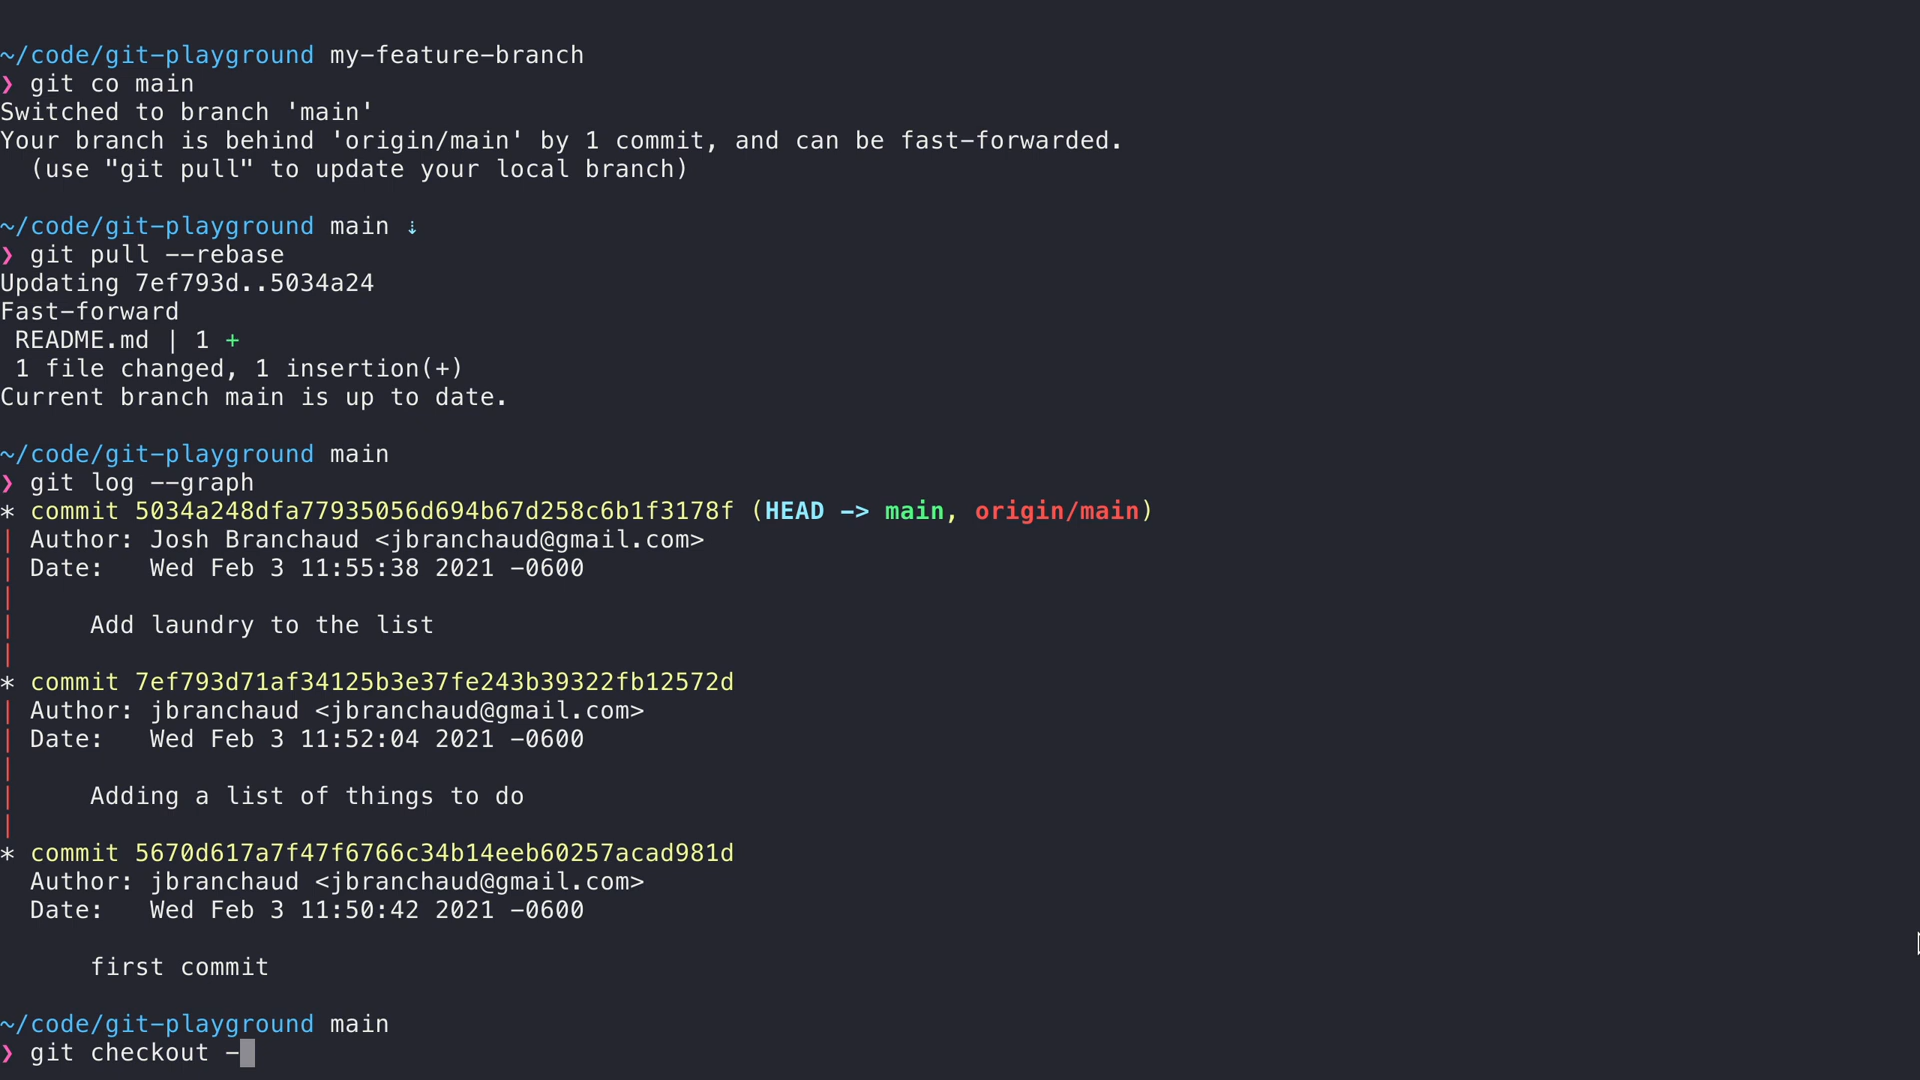 ~/code/git-playground my-feature-branch
❯ git co main
Switched to branch 'main'
Your branch is behind 'origin/main' by 1 commit, and can be fast-forwarded.
  (use "git pull" to update your local branch)
~/code/git-playground main ⇣
❯ git pull --rebase
Updating 7ef793d..5034a24
Fast-forward
 README.md | 1 +
 1 file changed, 1 insertion(+)
Current branch main is up to date.
~/code/git-playground main
❯ git log --graph
* commit 5034a248dfa77935056d694b67d258c6b1f3178f (HEAD -> main, origin/main)
| Author: Josh Branchaud <jbranchaud@gmail.com>
| Date:   Wed Feb 3 11:55:38 2021 -0600
|
|     Add laundry to the list
|
* commit 7ef793d71af34125b3e37fe243b39322fb12572d
| Author: jbranchaud <jbranchaud@gmail.com>
| Date:   Wed Feb 3 11:52:04 2021 -0600
|
|     Adding a list of things to do
|
* commit 5670d617a7f47f6766c34b14eeb60257acad981d
  Author: jbranchaud <jbranchaud@gmail.com>
  Date:   Wed Feb 3 11:50:42 2021 -0600
      first commit
~/code/git-playground main
❯ git checkout -